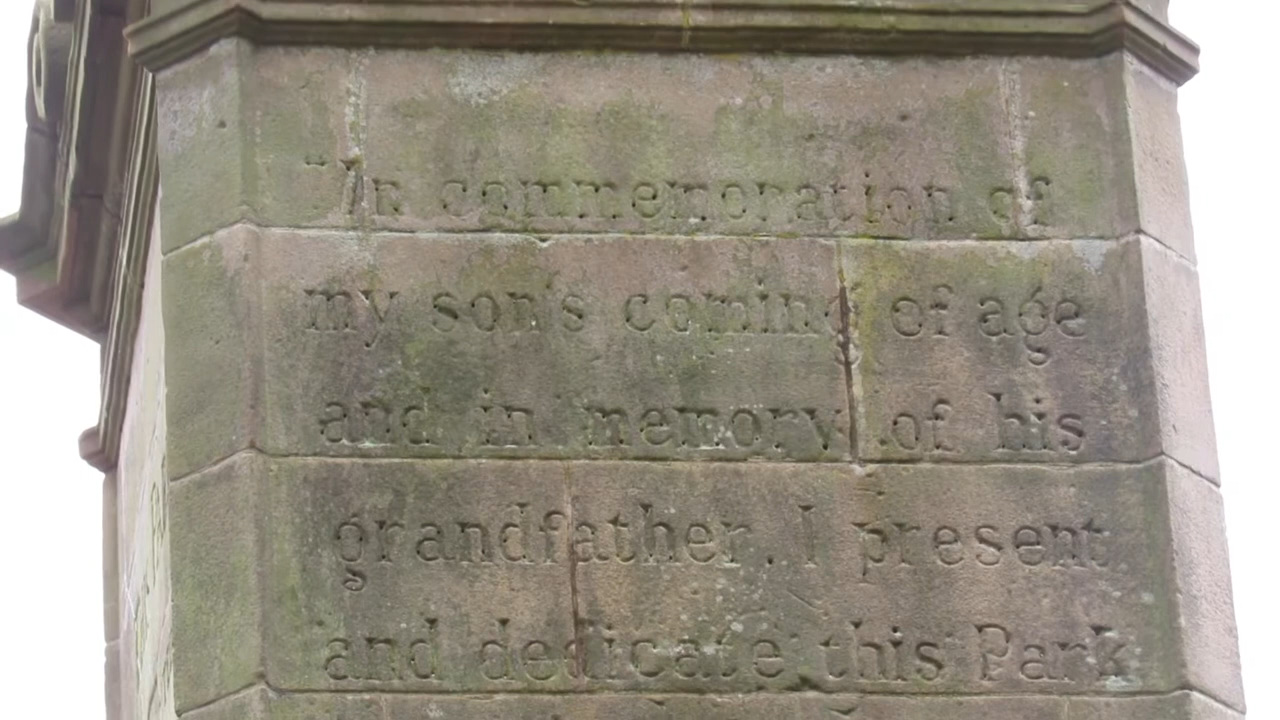 "In commemoration of
my son's coming of age
and in memory of his
grandfather, I present
and dedicate this Park